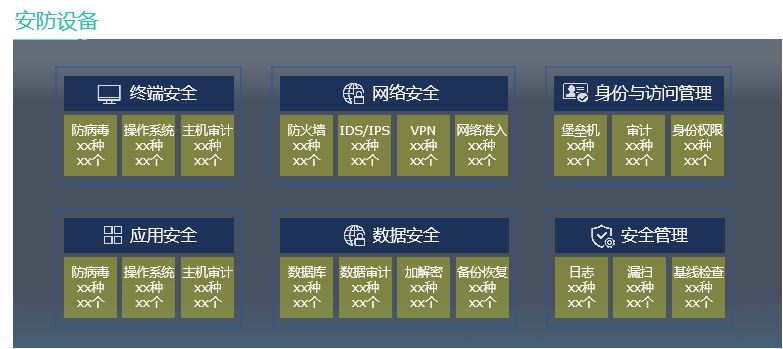 安防设备
终端安全
防病毒 操作系统 主机审计
xx种 xx种 xx种
xx个 xx个 xx个
网络安全
防火墙 IDS/IPS VPN 网络准入
xx种 xx种 xx种 xx种
xx个 xx个 xx个 xx个
身份与访问管理
堡垒机 审计 身份权限
xx种 xx种 xx种
xx个 xx个 xx个
应用安全
防病毒 操作系统 主机审计
xx种 xx种 xx种
xx个 xx个 xx个
数据安全
数据库 数据审计 加解密 备份恢复
xx种 xx种 xx种 xx种
xx个 xx个 xx个 xx个
安全管理
日志 漏扫 基线检查
xx种 xx种 xx种
xx个 xx个 xx个